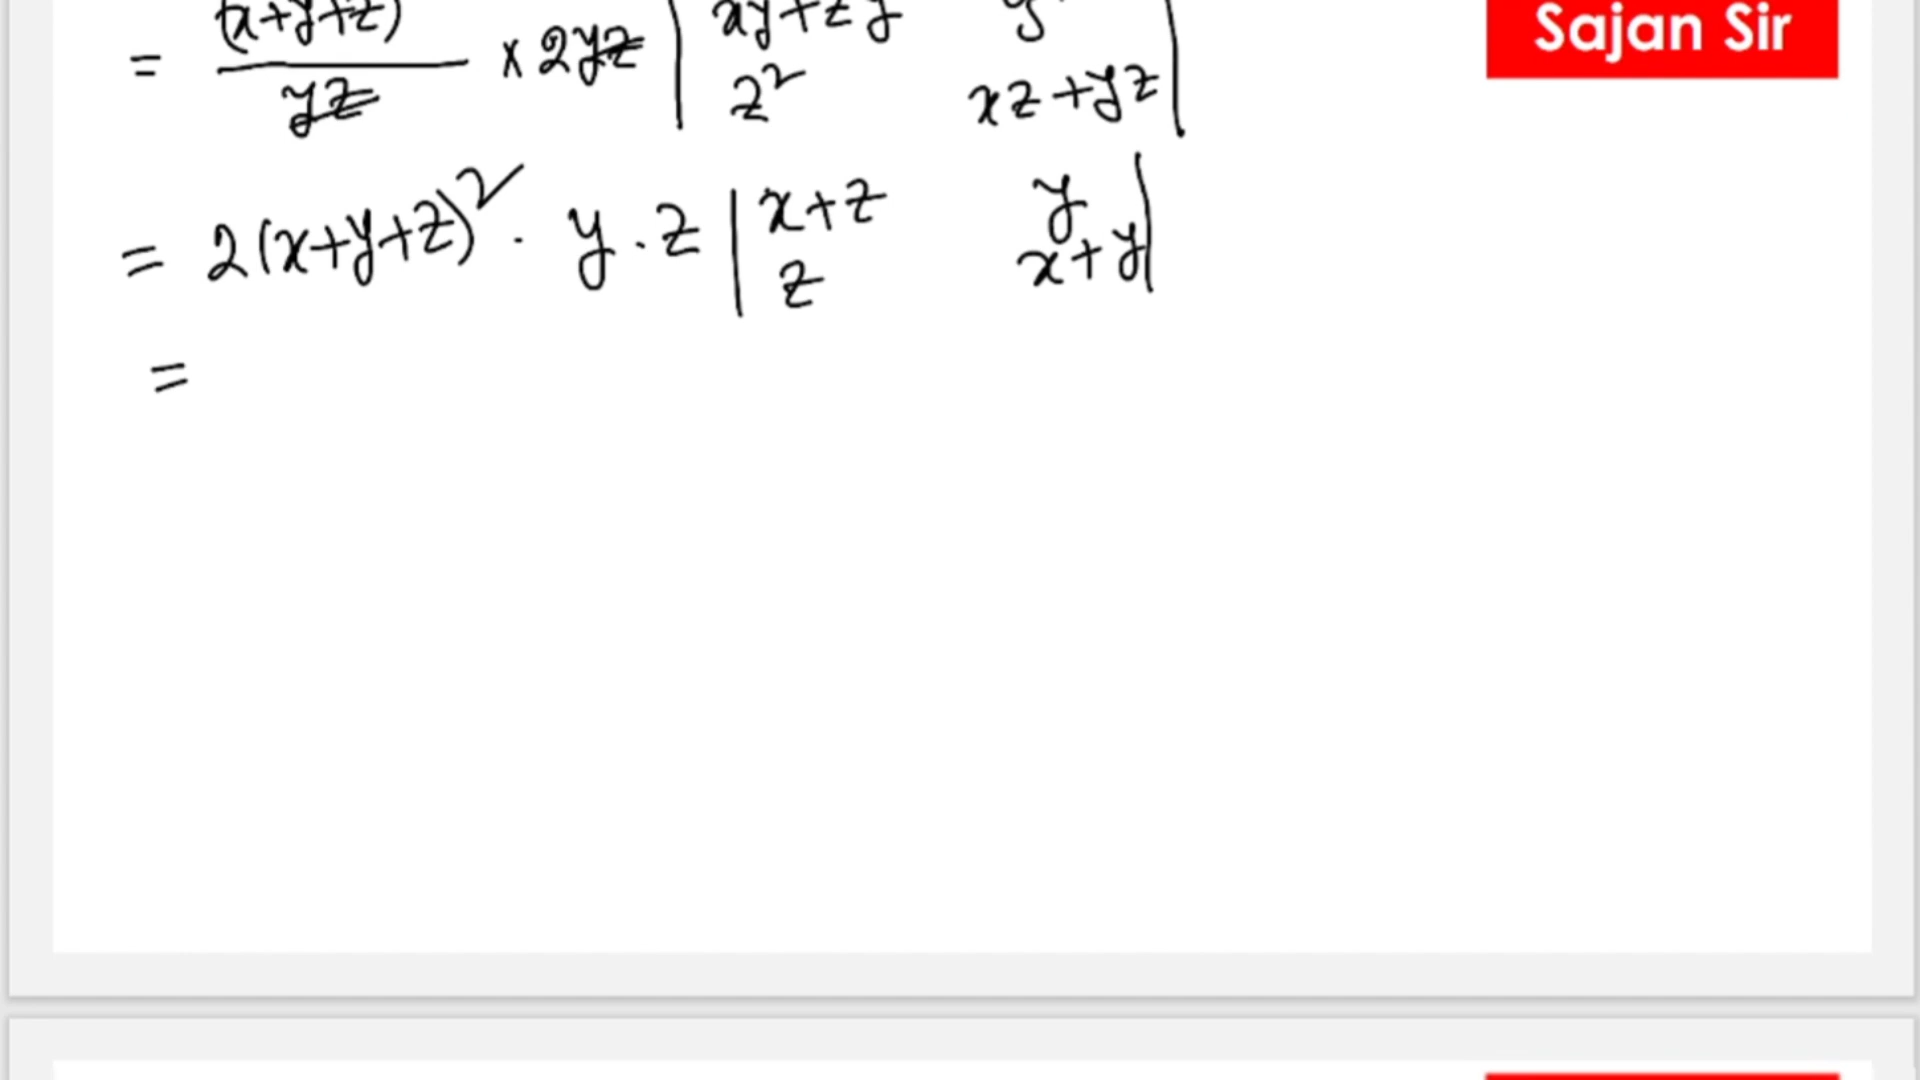 Sajan Sir
= (x+y+z) / yz × 2yz | xy+zy
z² xz+yz |
= 2(x+y+z)² · y · z | x+z y |
z x+y
=